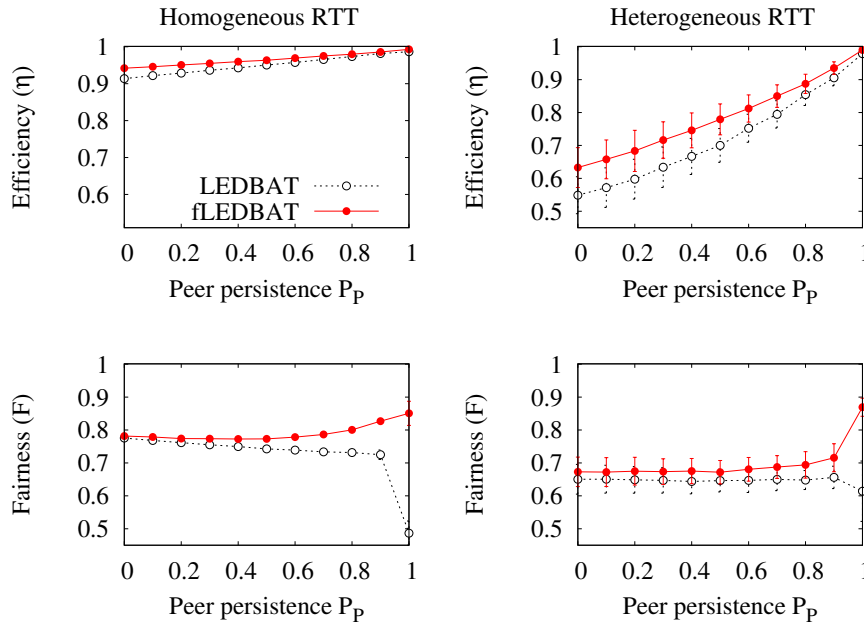 Homogeneous RTT
Heterogeneous RTT
Efficiency (η)
1
0.9
0.8
0.7
0.6
LEDBAT
fLEDBAT
0 0.2 0.4 0.6 0.8 1
Peer persistence P_P
Efficiency (η)
1
0.9
0.8
0.7
0.6
0.5
0 0.2 0.4 0.6 0.8 1
Peer persistence P_P
Fairness (F)
1
0.9
0.8
0.7
0.6
0.5
0 0.2 0.4 0.6 0.8 1
Peer persistence P_P
Fairness (F)
1
0.9
0.8
0.7
0.6
0.5
0 0.2 0.4 0.6 0.8 1
Peer persistence P_P